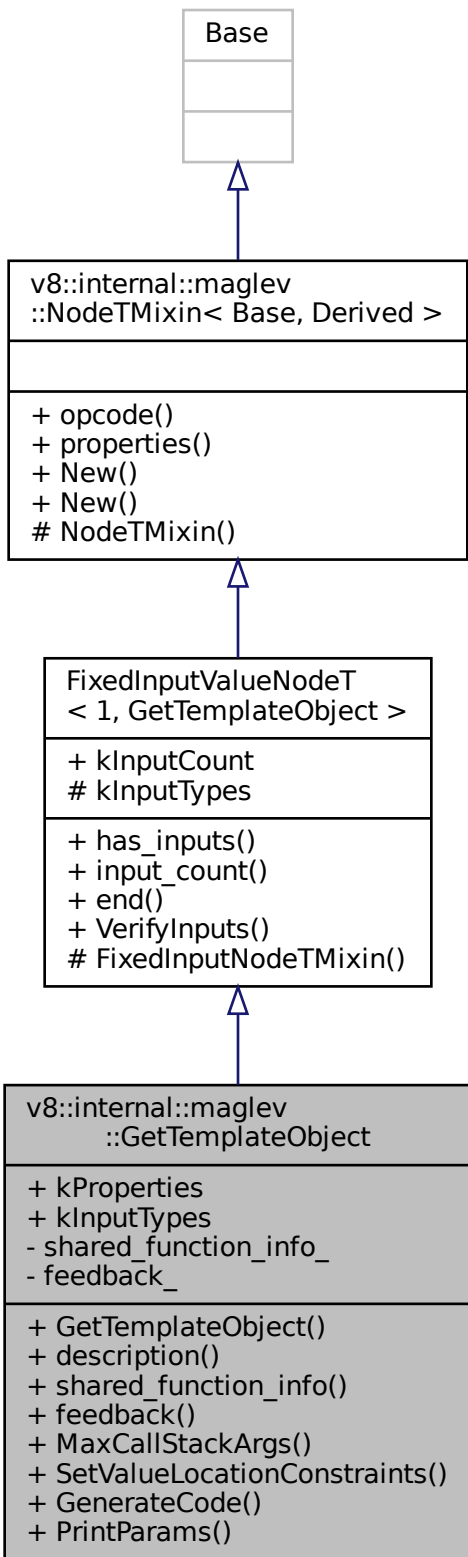 Base
v8::internal::maglev
::NodeTMixin< Base, Derived >
+ opcode()
+ properties()
+ New()
+ New()
# NodeTMixin()
FixedInputValueNodeT
< 1, GetTemplateObject >
+ kInputCount
# kInputTypes
+ has_inputs()
+ input_count()
+ end()
+ VerifyInputs()
# FixedInputNodeTMixin()
v8::internal::maglev
::GetTemplateObject
+ kProperties
+ kInputTypes
- shared_function_info_
- feedback_
+ GetTemplateObject()
+ description()
+ shared_function_info()
+ feedback()
+ MaxCallStackArgs()
+ SetValueLocationConstraints()
+ GenerateCode()
+ PrintParams()